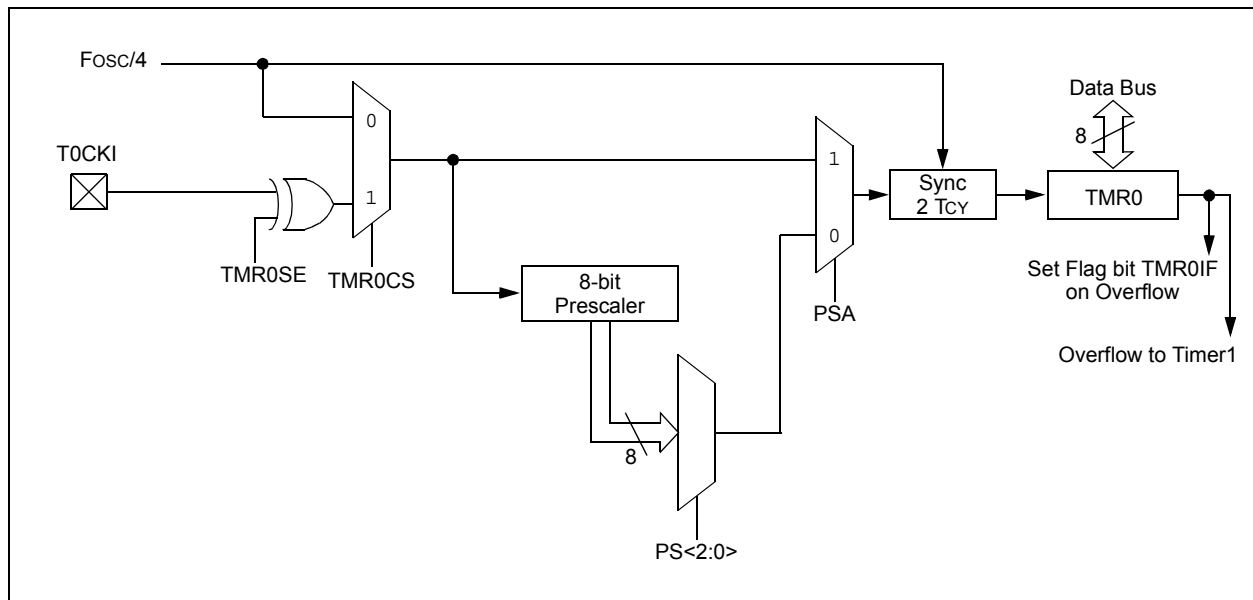 FOSC/4
T0CKI
TMR0SE
TMR0CS
0
1
8-bit
Prescaler
8
PS<2:0>
1
0
PSA
Sync
2 TCY
Data Bus
8
TMR0
Set Flag bit TMR0IF
on Overflow
Overflow to Timer1